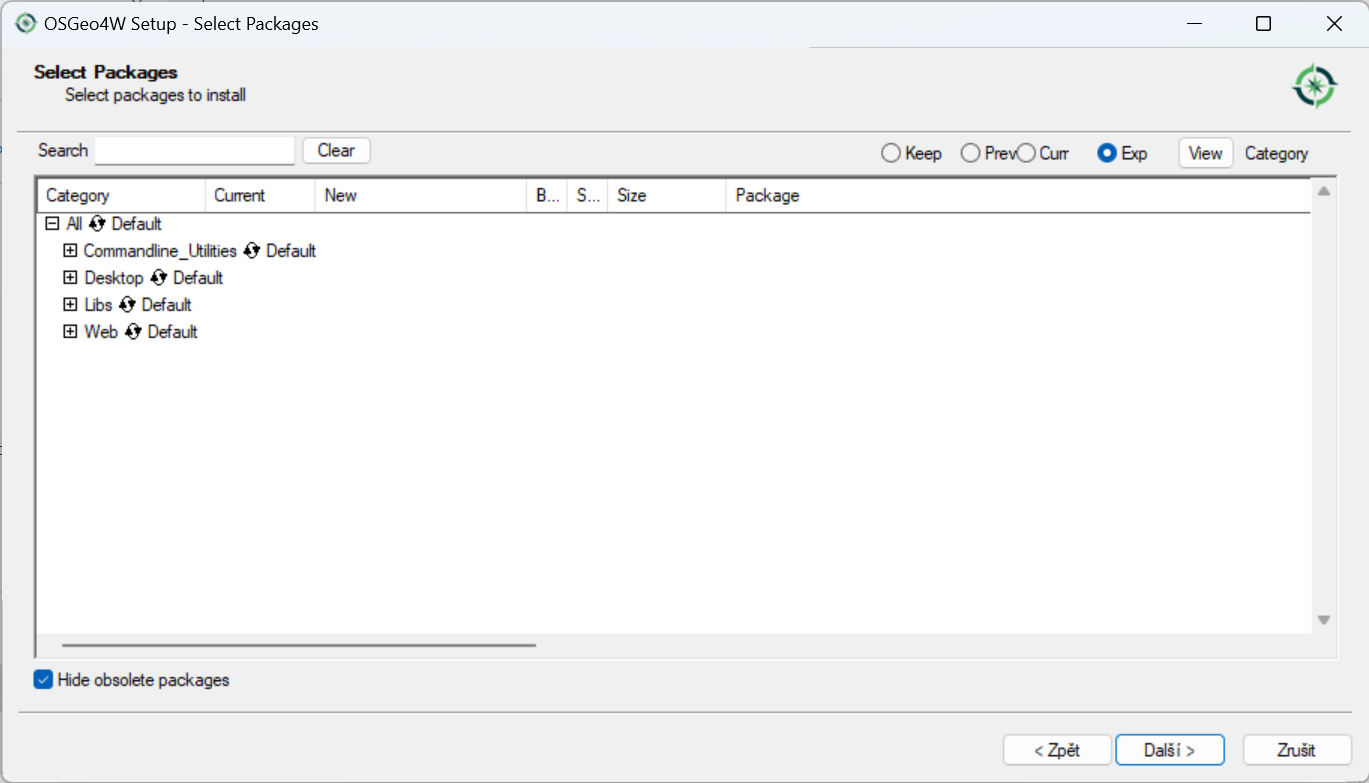 OSGeo4W Setup - Select Packages
Select Packages
Select packages to install
Search Clear Keep Prev Curr Exp View Category
Category Current New B... S... Size Package
All Default
Commandline_Utilities Default
Desktop Default
Libs Default
Web Default
Hide obsolete packages
< Zpět Další > Zrušit